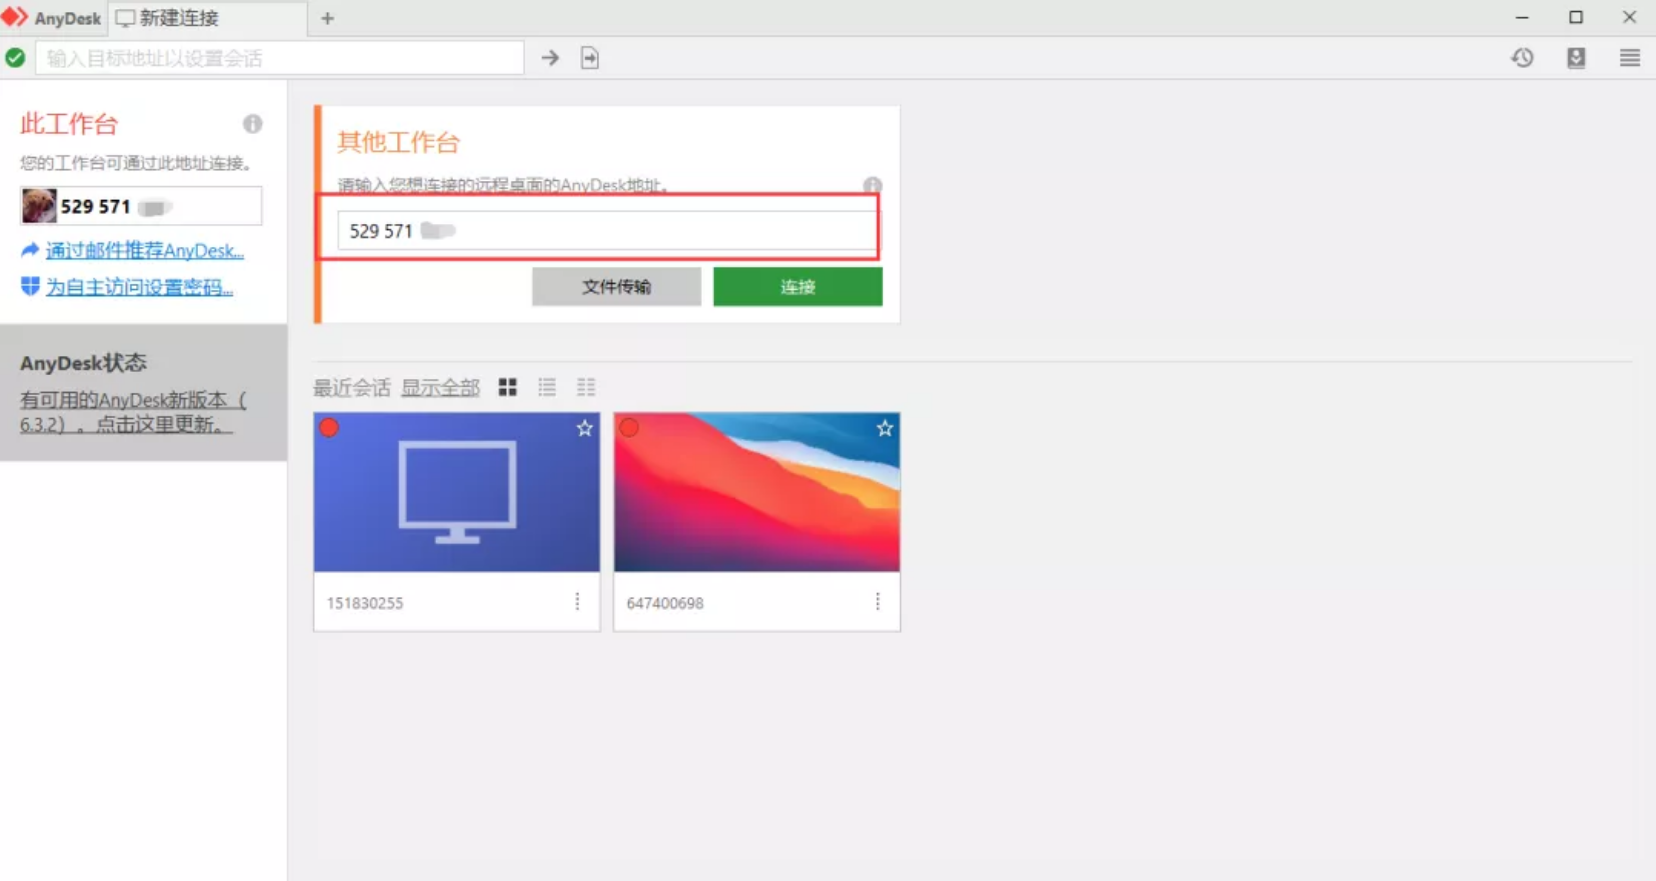 AnyDesk
新建连接
输入目标地址以设置会话
此工作台
您的工作台可通过此地址连接。
529 571
通过邮件推荐AnyDesk...
为自主访问设置密码...
AnyDesk状态
有可用的AnyDesk新版本（
6.3.2）。点击这里更新。
其他工作台
请输入您想连接的远程桌面的AnyDesk地址。
529 571
文件传输
连接
最近会话 显示全部
151830255
647400698